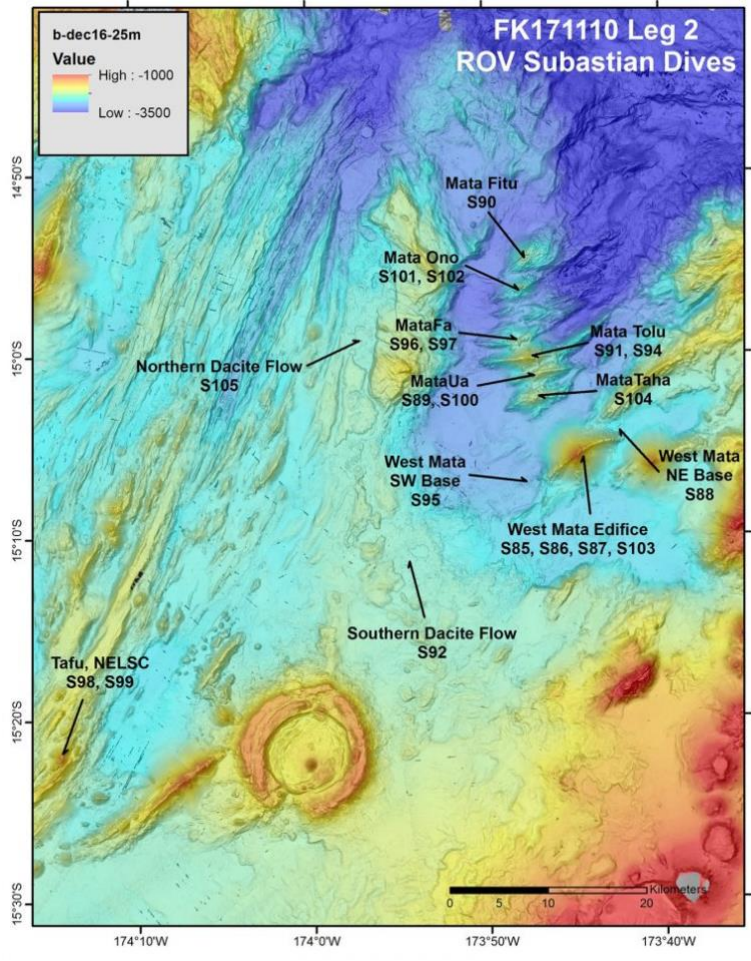 FK171110 Leg 2
ROV Subastian Dives
b-dec16-25m
Value
High : -1000
Low : -3500
Mata Fitu
S90
Mata Ono
S101, S102
MataFa
S96, S97
Mata Tolu
S91, S94
Northern Dacite Flow
S105
MataUa
S89, S100
MataTaha
S104
West Mata
SW Base
S95
West Mata
NE Base
S88
West Mata Edifice
S85, S86, S87, S103
Southern Dacite Flow
S92
Tafu, NELSC
S98, S99
Kilometers
0 5 10 20
14°50'S
15°0'S
15°10'S
15°20'S
15°30'S
174°10'W 174°0'W 173°50'W 173°40'W